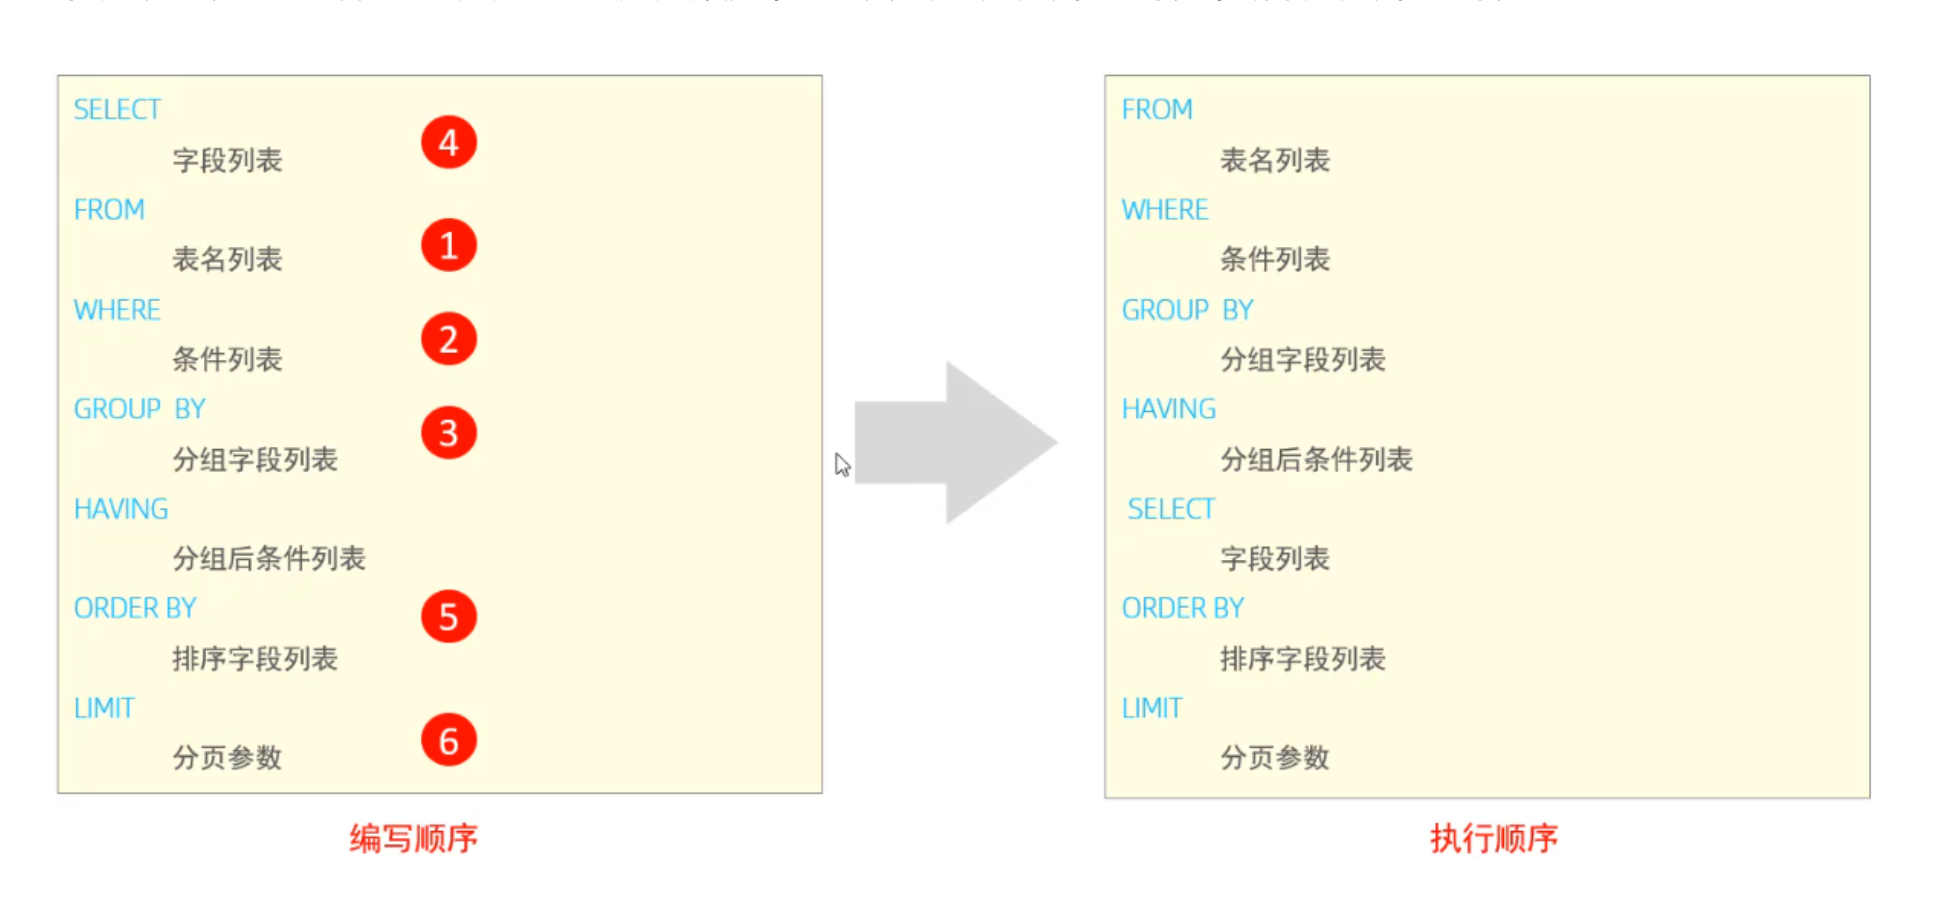 SELECT
字段列表
4
FROM
表名列表
1
WHERE
条件列表
2
GROUP BY
分组字段列表
3
HAVING
分组后条件列表
ORDER BY
排序字段列表
5
LIMIT
分页参数
6
编写顺序
FROM
表名列表
WHERE
条件列表
GROUP BY
分组字段列表
HAVING
分组后条件列表
SELECT
字段列表
ORDER BY
排序字段列表
LIMIT
分页参数
执行顺序